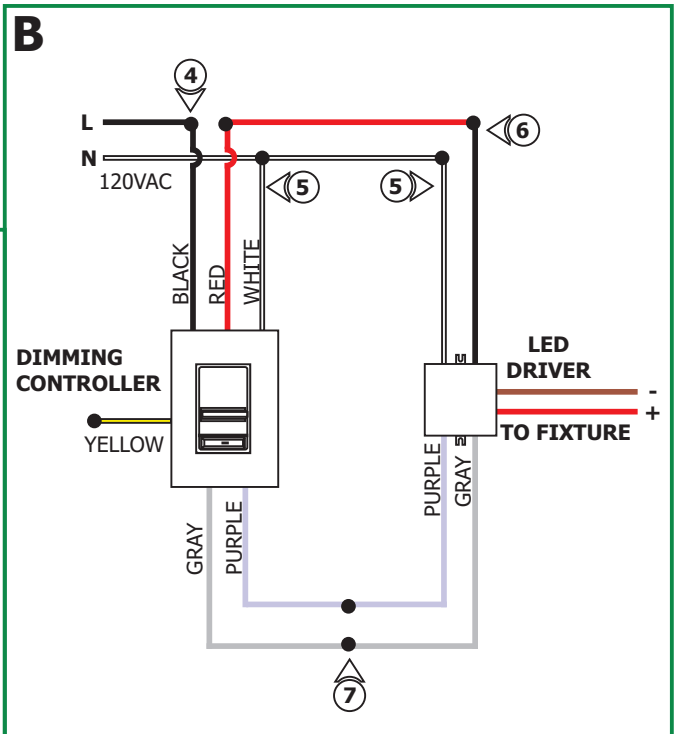 B
4
L
6
N
120VAC
5
5
BLACK
RED
WHITE
DIMMING
CONTROLLER
LED
DRIVER
-
+
TO FIXTURE
YELLOW
PURPLE
GRAY
GRAY
PURPLE
7